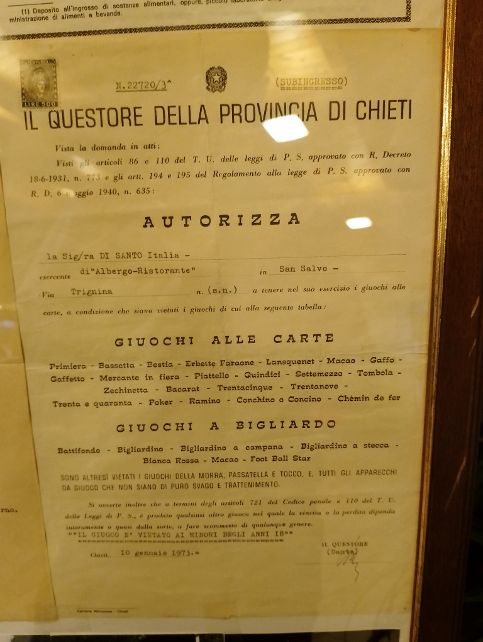 (1) Deposito all'ingrosso di sostanze alimentari, oppure, piccolo
ministrazione di alimenti e bevande.
LIRE 500
N.22720/3^
(SUBINGRESSO)
IL QUESTORE DELLA PROVINCIA DI CHIETI
Vista la domanda in atti:
Visti gli articoli 86 e 110 del T. U. delle leggi di P. S. approvato con R, Decreto
18-6-1931, n. 773 e gli artt. 194 e 195 del Regolamento alla legge di P. S. approvato con
R. D, 6 maggio 1940, n. 635:
AUTORIZZA
la Sig/ra DI SANTO Italia -
esercente di"Albergo-Ristorante" in San Salvo -
Via Trignina n. (s.n.) a tenere nel suo esercizio i giuochi alle
carte, a condizione che siano vietati i giuochi di cui alla seguente tabella:
GIUOCHI ALLE CARTE
Primiera - Bassetta - Bestia - Erbette Faraone - Lansquenet - Macao - Gaffo -
Gaffetto - Mercante in fiera - Piattello - Quindici - Settemezzo - Tombola -
Zechinetta - Bacarat - Trentacinque - Trentanove -
Trenta e quaranta - Poker - Ramino - Conchino o Concino - Chèmin de fer
GIUOCHI A BIGLIARDO
Battifondo - Bigliardino - Bigliardino a campana - Bigliardino a stecca -
Bianca Rossa - Macao - Foot Ball Star
SONO ALTRESÌ VIETATI I GIUOCHI DELLA MORRA, PASSATELLA E TOCCO, E, TUTTI GLI APPARECCHI
DA GIUOCO CHE NON SIANO DI PURO SVAGO E TRATTENIMENTO.
Si avverte inoltre che a termini degli articoli 721 del Codice penale e 110 del T. U.
delle Leggi di P. S., è proibito qualsiasi altro giuoco nel quale la vincita o la perdita dipenda
interamente o quasi dalla sorte, a fare scommesse di qualunque genere.
""IL GIUOCO E' VIETATO AI MINORI DEGLI ANNI 18""
Chieti, 10 gennaio 1973.=
IL QUESTORE